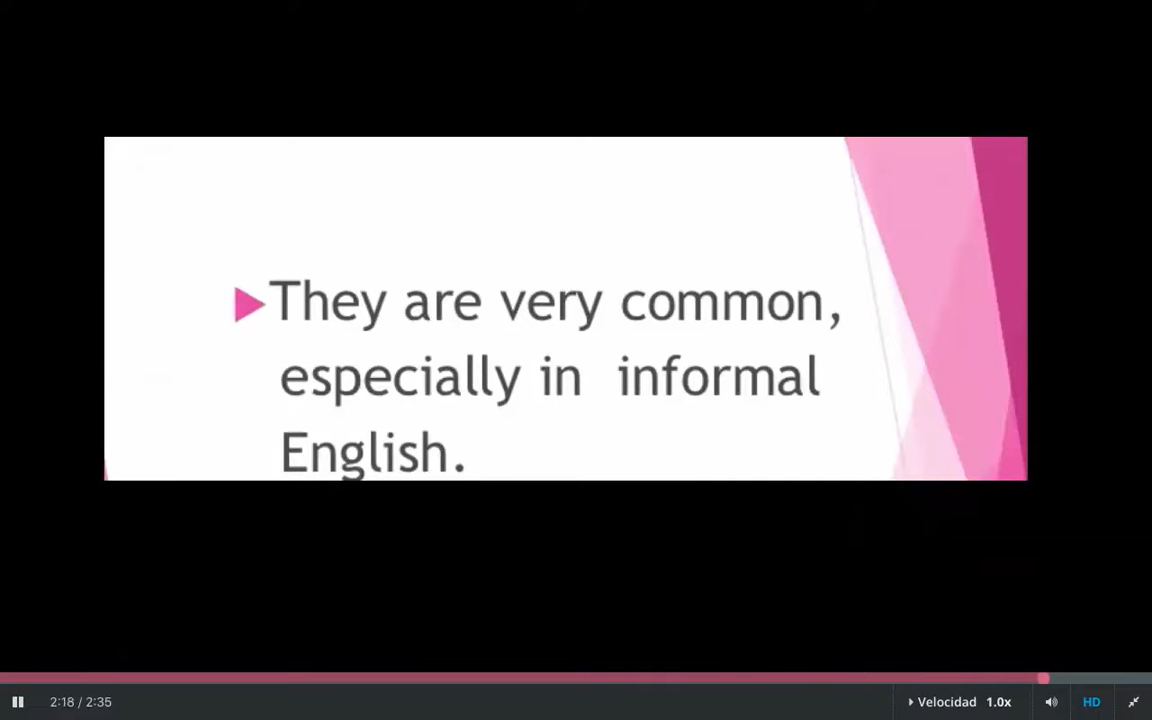 They are very common,
especially in informal
English.
2:18 / 2:35
Velocidad 1.0x
HD